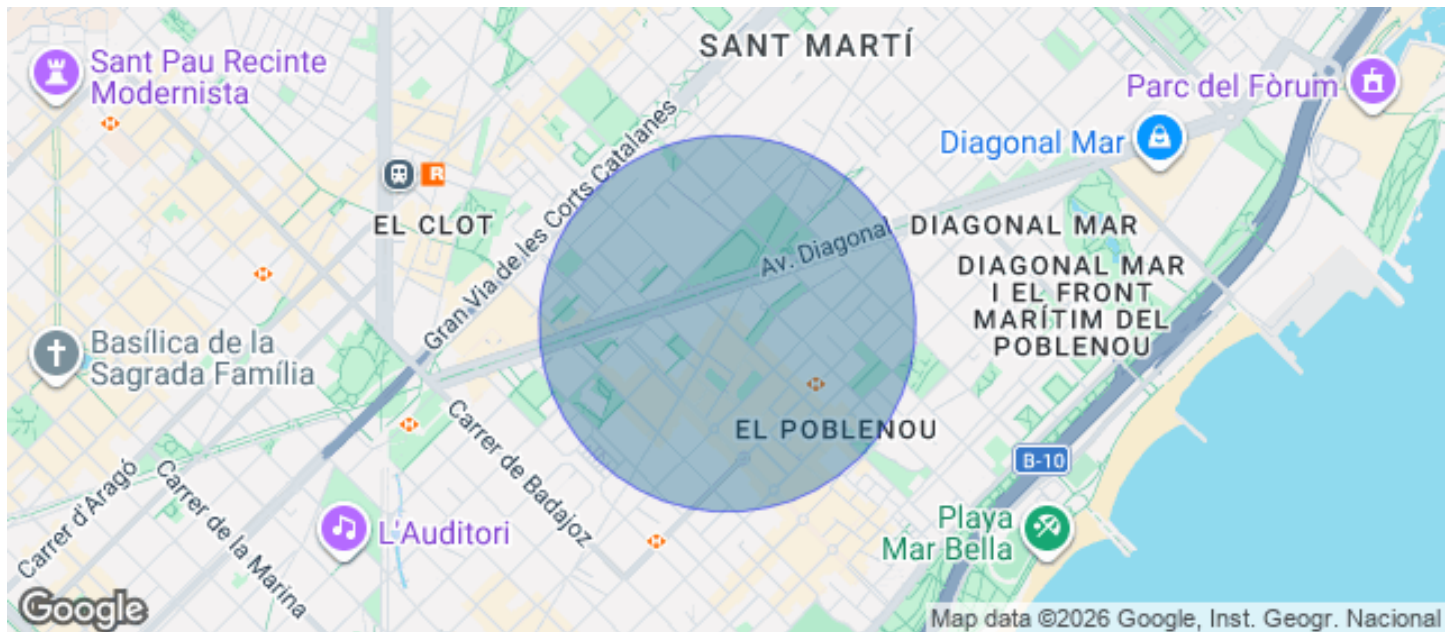 SANT MARTÍ
Sant Pau Recinte
Modernista
Parc del Fòrum
Diagonal Mar
R
EL CLOT
Gran Via de les Corts Catalanes
Av. Diagonal
DIAGONAL MAR
DIAGONAL MAR
I EL FRONT
MARÍTIM DEL
POBLENOU
Basílica de la
Sagrada Família
EL POBLENOU
Carrer de Badajoz
B-10
Carrer d'Aragó
Carrer de la Marina
L'Auditori
Playa
Mar Bella
Google
Map data ©2026 Google, Inst. Geogr. Nacional